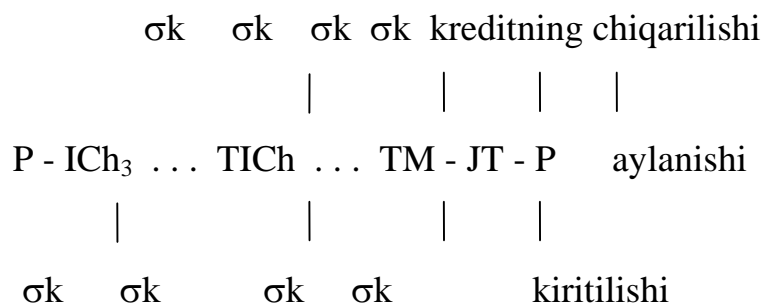 σk σk σk σk kreditning chiqarilishi
| | | |
P - ICh₃ . . . TICh . . . TM - JT - P aylanishi
| | | |
σk σk σk σk kiritilishi